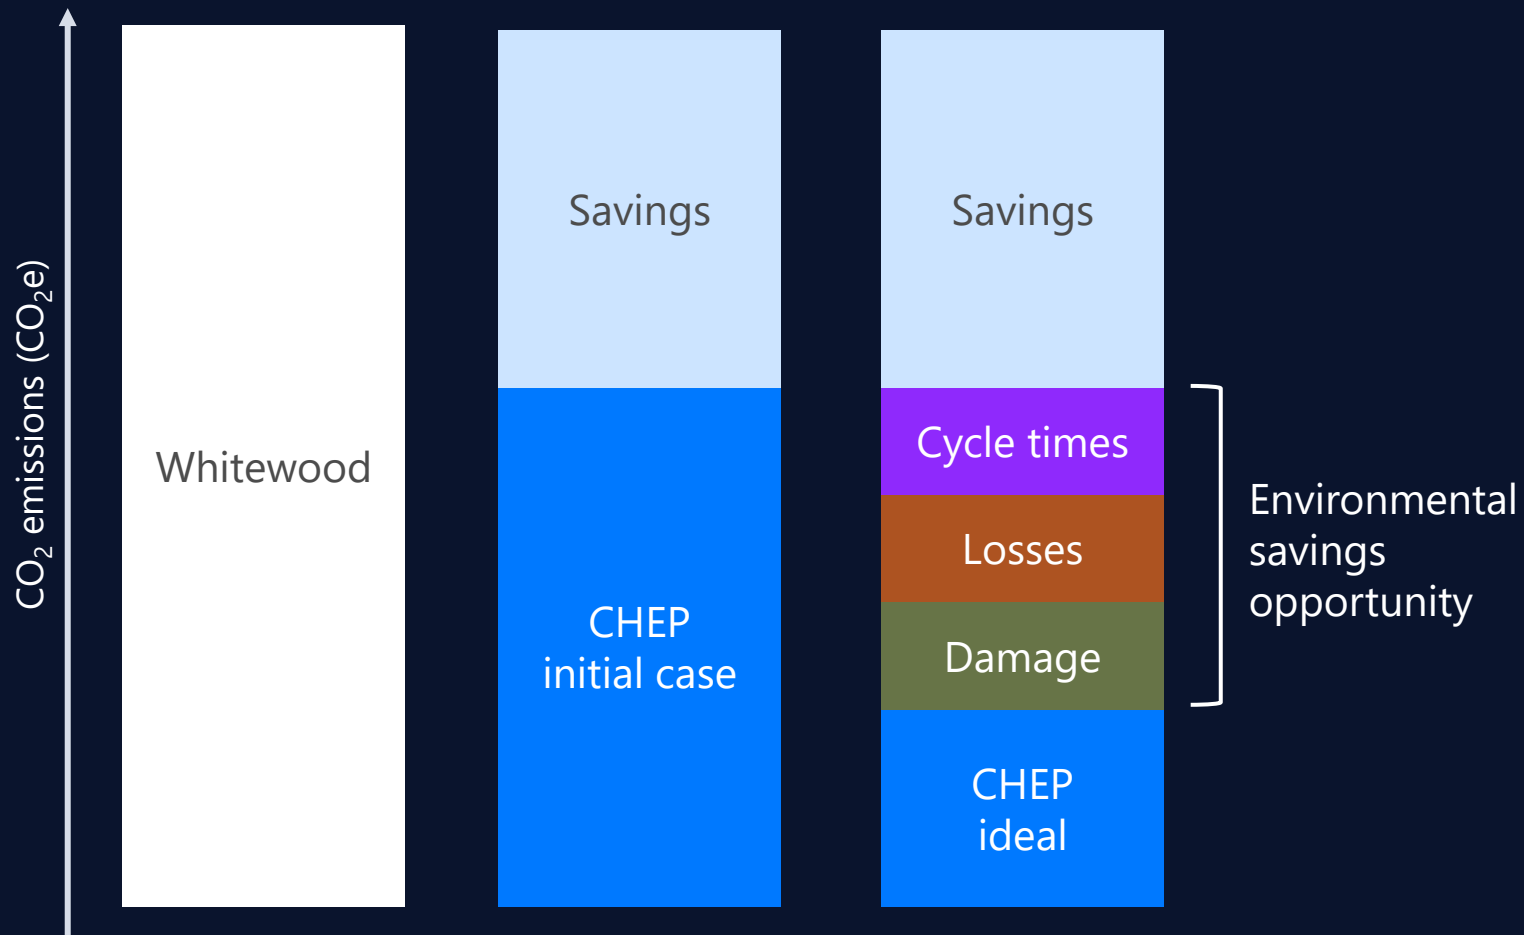 CO₂ emissions (CO₂e)
Whitewood
Savings
CHEP
initial case
Savings
Cycle times
Losses
Damage
CHEP
ideal
Environmental
savings
opportunity